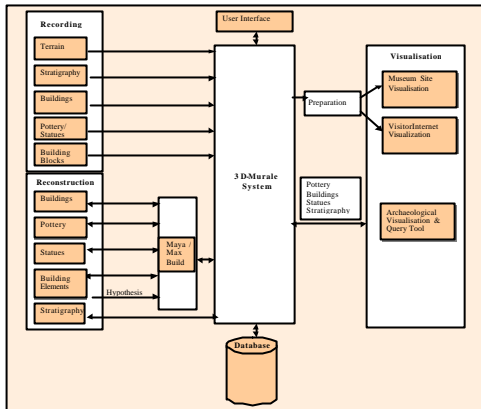 Recording
Terrain
Stratigraphy
Buildings
Pottery/
Statues
Building
Blocks
Reconstruction
Buildings
Pottery
Statues
Building
Elements
Hypothesis
Stratigraphy
Maya /
Max
Build
User Interface
3D-Murale
System
Database
Preparation
Pottery
Buildings
Statues
Stratigraphy
Visualisation
Museum Site
Visualisation
VisitorInternet
Visualization
Archaeological
Visualisation &
Query Tool